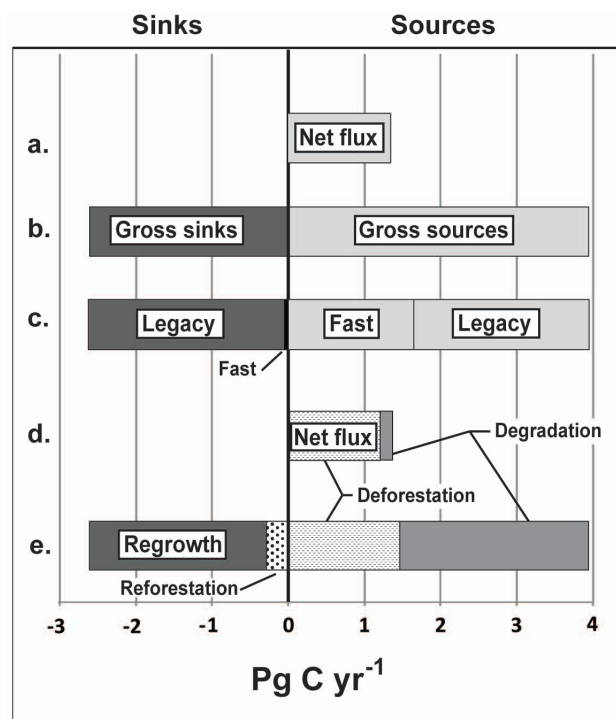 Sinks Sources
a. Net flux
b. Gross sinks Gross sources
c. Legacy Fast Legacy
Fast
d. Net flux Degradation
Deforestation
e. Regrowth
Reforestation
-3 -2 -1 0 1 2 3 4
Pg C yr-1